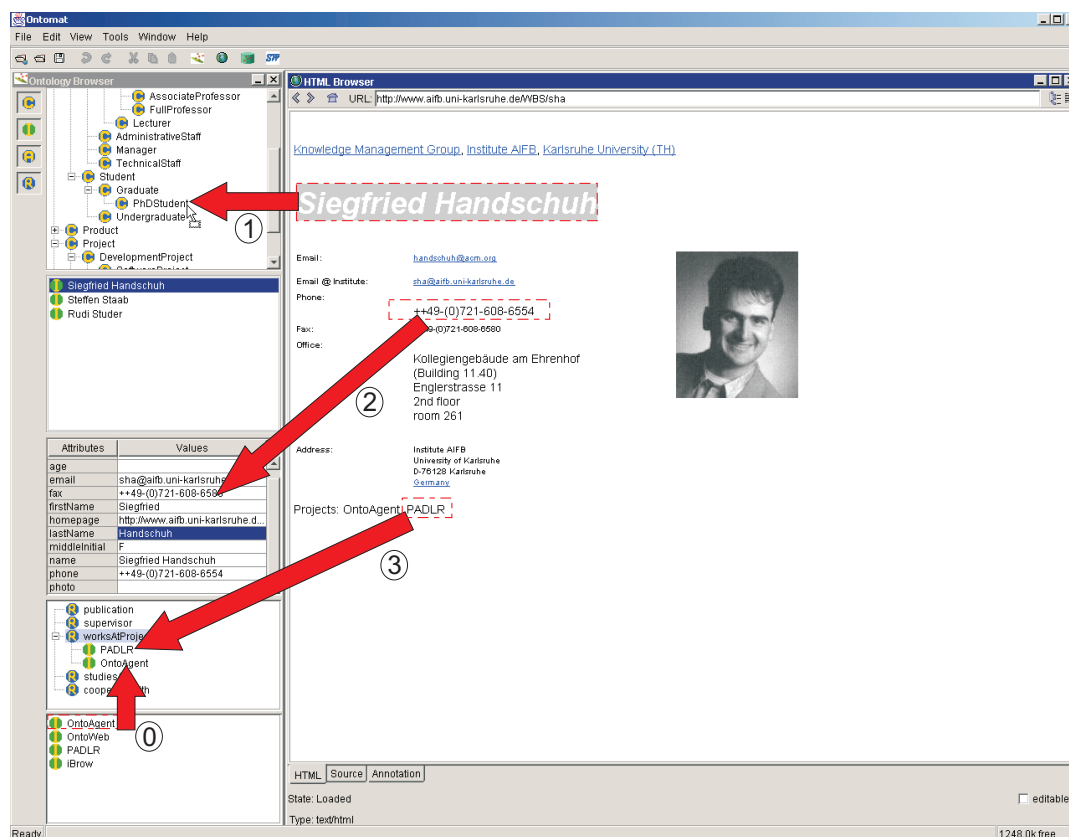 Ontomat
File Edit View Tools Window Help
Ontology Browser
AssociateProfessor
FullProfessor
Lecturer
AdministrativeStaff
Manager
TechnicalStaff
Student
Graduate
PhDStudent
Undergraduate
Product
Project
DevelopmentProject
Siegfried Handschuh
Steffen Staab
Rudi Studer
Attributes Values
age
email sha@aifb.uni-karlsruhe
fax ++49-(0)721-608-658
firstName Siegfried
homepage http://www.aifb.uni-karlsruhe.d...
lastName Handschuh
middleInitial F
name Siegfried Handschuh
phone ++49-(0)721-608-6554
photo
publication
supervisor
worksAtProje
PADLR
OntoAgent
studies
coope
OntoAgent
OntoWeb
PADLR
iBrow
HTML Browser
URL: http://www.aifb.uni-karlsruhe.de/WBS/sha
Knowledge Management Group, Institute AIFB, Karlsruhe University (TH)
Siegfried Handschuh
Email: handschuh@acm.org
Email @ Institute: sha@aifb.uni-karlsruhe.de
Phone: ++49-(0)721-608-6554
Fax: 9-(0)721-608-6580
Office: Kollegiengebäude am Ehrenhof
(Building 11.40)
Englerstrasse 11
2nd floor
room 261
Address: Institute AIFB
University of Karlsruhe
D-76128 Karlsruhe
Germany
Projects: OntoAgent, PADLR
1
2
3
0
HTML Source Annotation
State: Loaded
editable
Type: text/html
Ready
1248.0k free